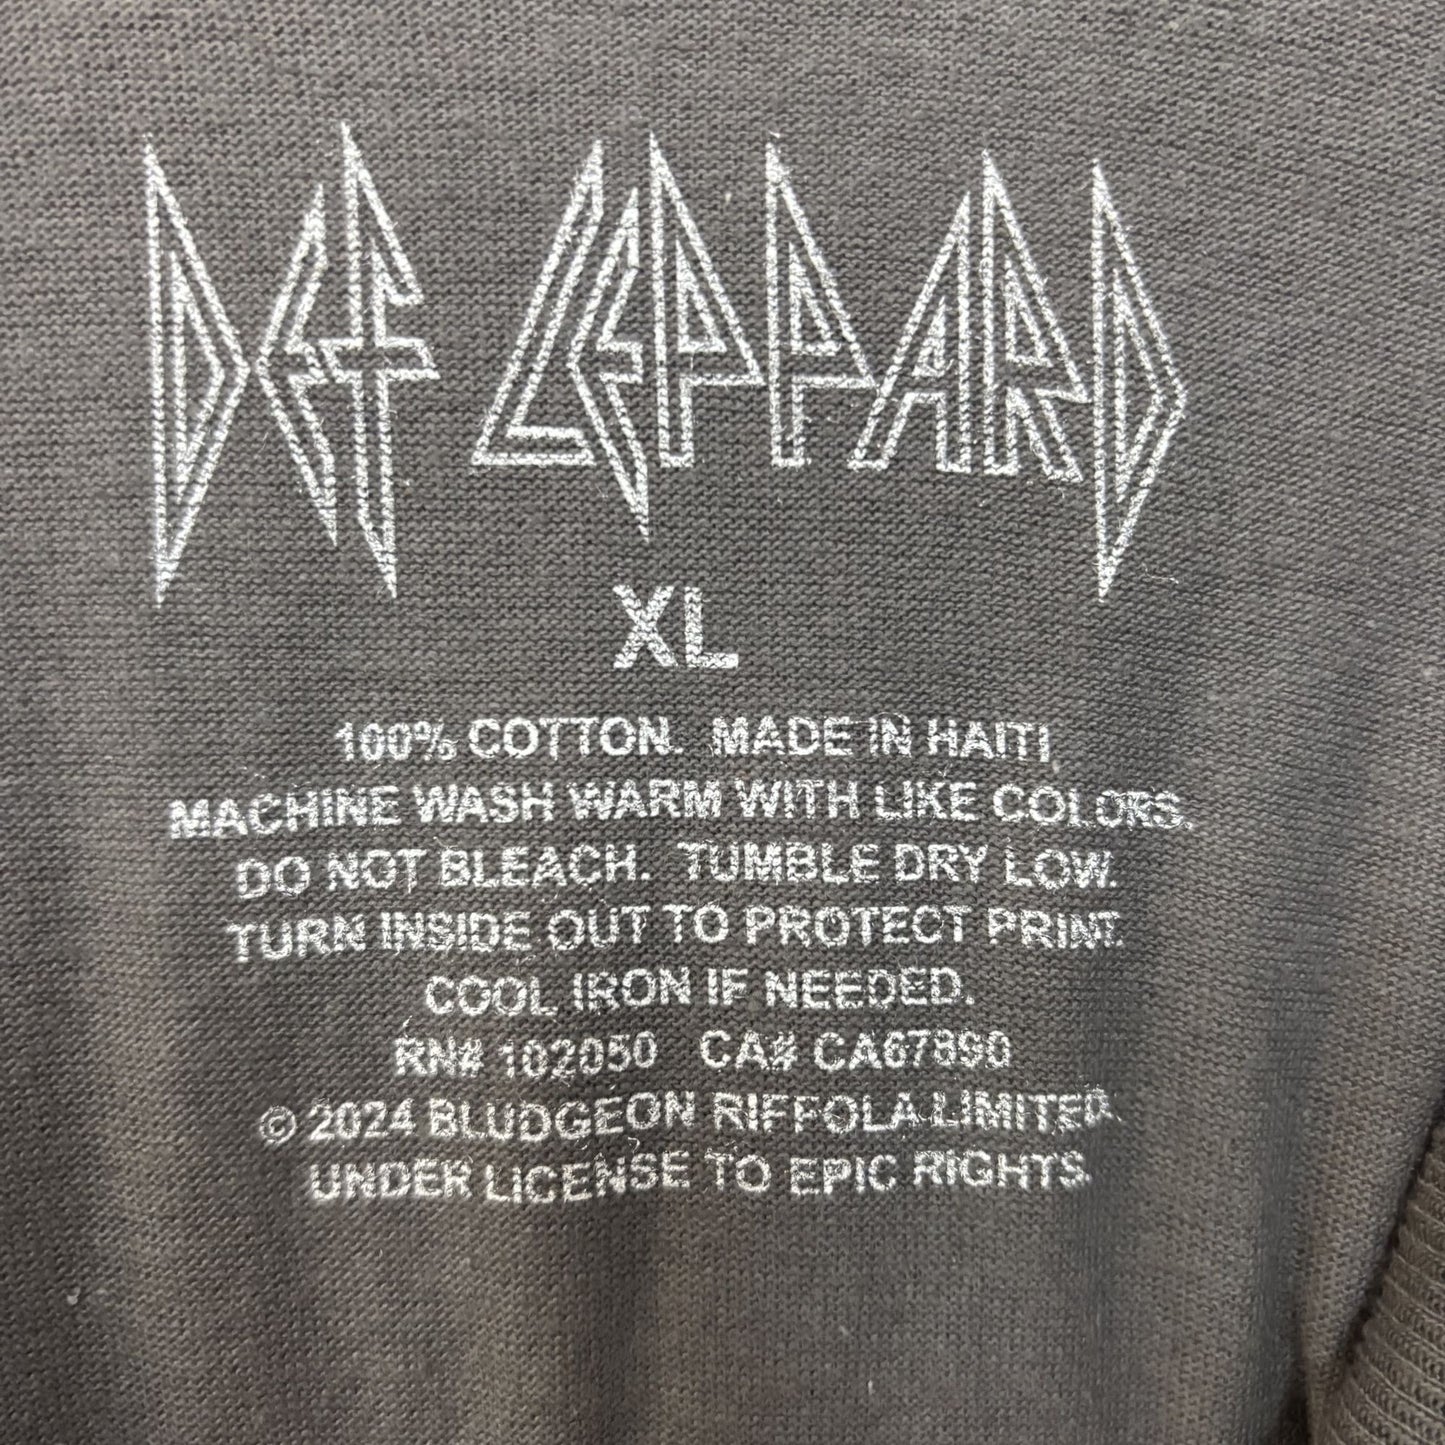 DEF LEPPARD
XL
100% COTTON. MADE IN HAITI
MACHINE WASH WARM WITH LIKE COLORS.
DO NOT BLEACH. TUMBLE DRY LOW.
TURN INSIDE OUT TO PROTECT PRINT.
COOL IRON IF NEEDED.
RN# 102050 CA# CA67890
© 2024 BLUDGEON RIFFOLA LIMITED.
UNDER LICENSE TO EPIC RIGHTS.